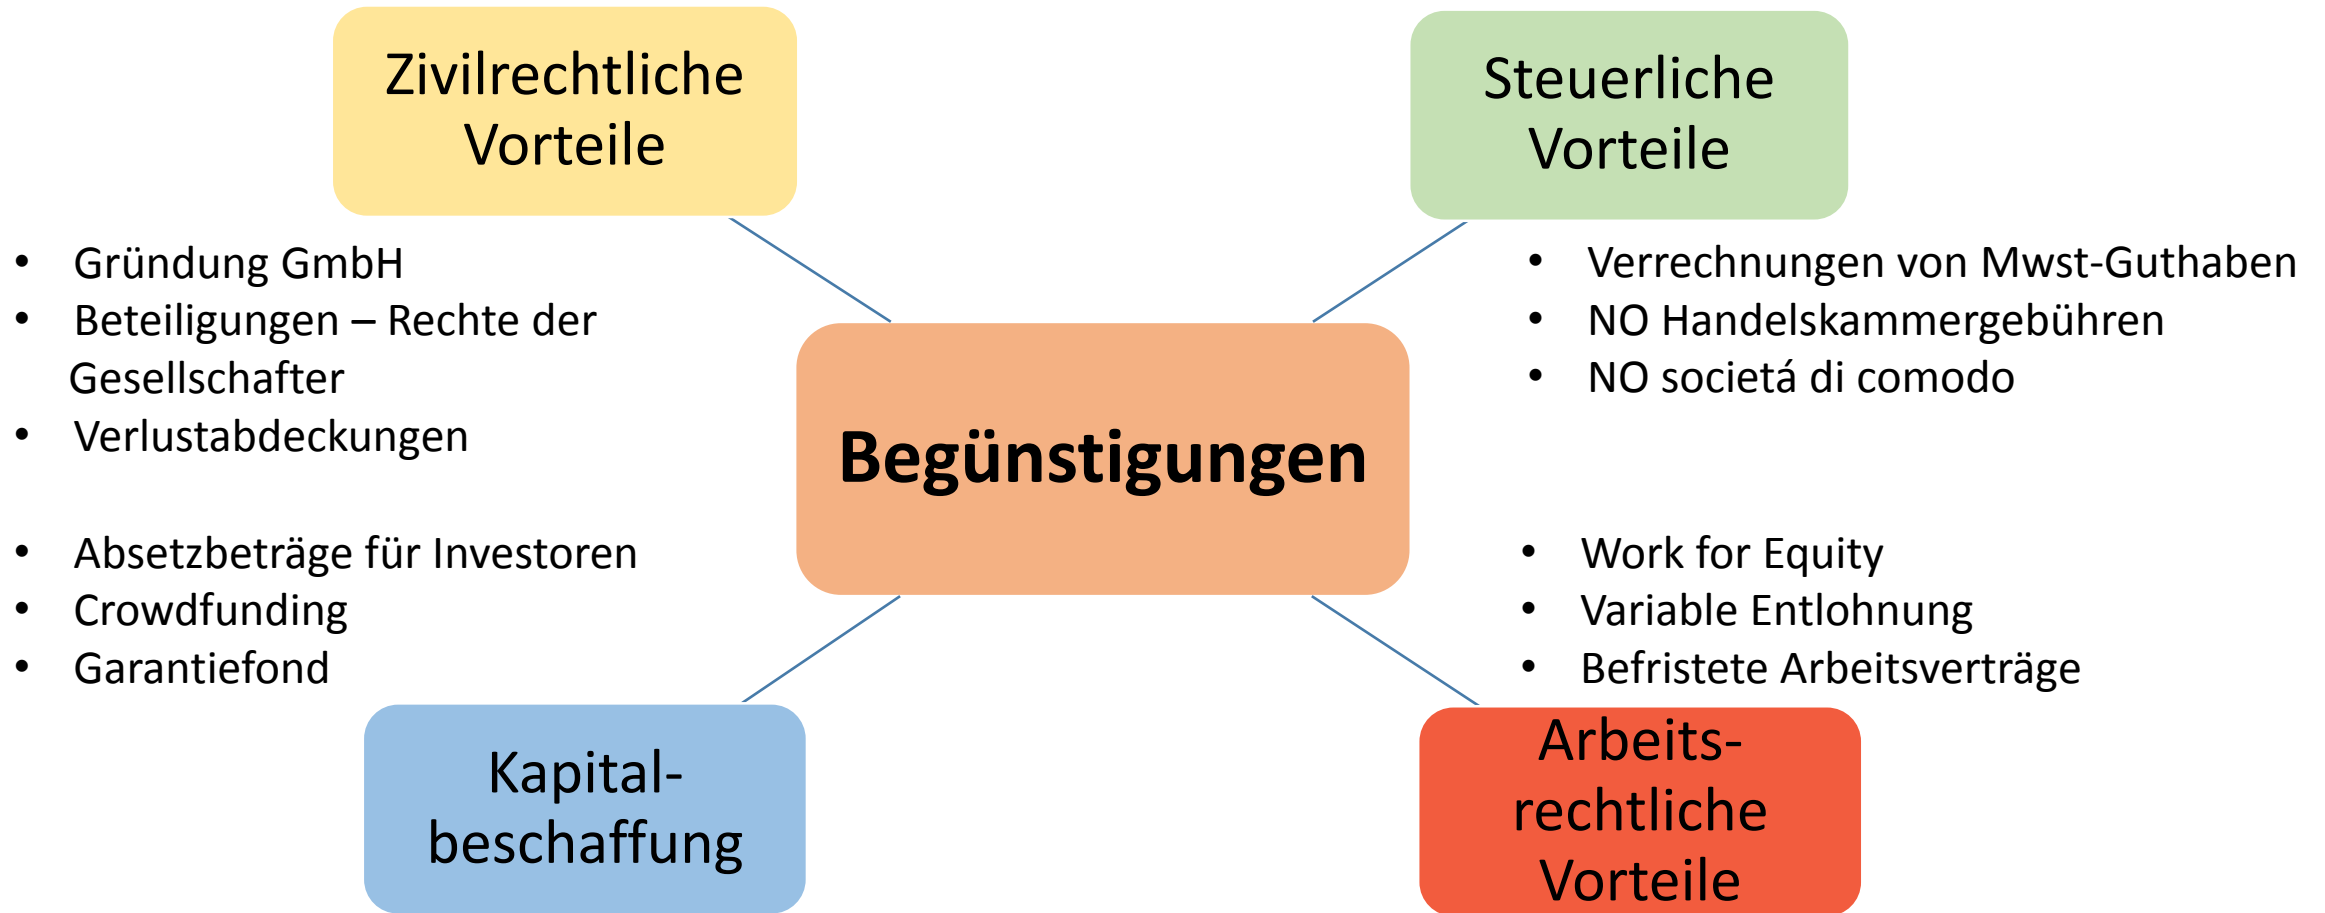 Zivilrechtliche
Vorteile
• Gründung GmbH
• Beteiligungen – Rechte der
Gesellschafter
• Verlustabdeckungen
Steuerliche
Vorteile
• Verrechnungen von Mwst-Guthaben
• NO Handelskammergebühren
• NO societá di comodo
Begünstigungen
• Absetzbeträge für Investoren
• Crowdfunding
• Garantiefond
Kapital-
beschaffung
• Work for Equity
• Variable Entlohnung
• Befristete Arbeitsverträge
Arbeits-
rechtliche
Vorteile